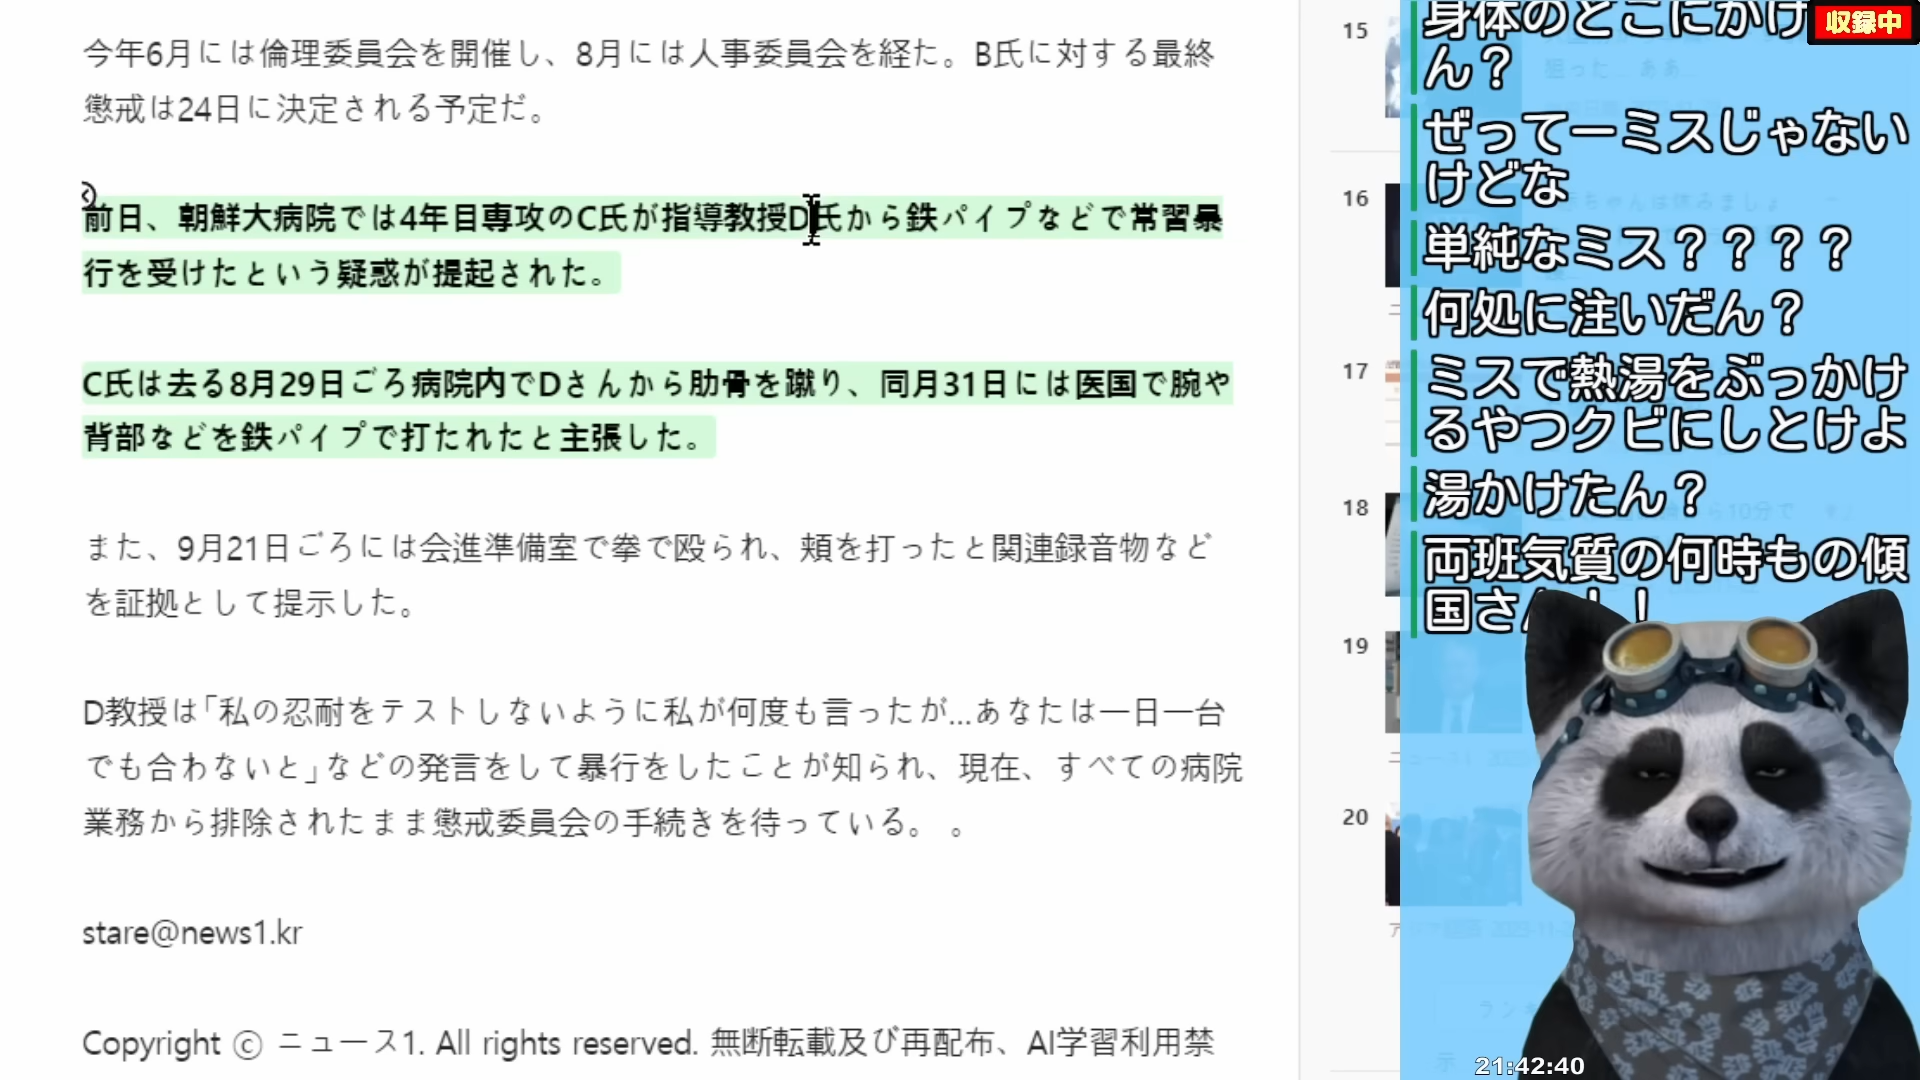 今年6月には倫理委員会を開催し、8月には人事委員会を経た。B氏に対する最終
懲戒は24日に決定される予定だ。
前日、朝鮮大病院では4年目専攻のC氏が指導教授D氏から鉄パイプなどで常習暴
行を受けたという疑惑が提起された。
C氏は去る8月29日ごろ病院内でDさんから肋骨を蹴り、同月31日には医国で腕や
背部などを鉄パイプで打たれたと主張した。
また、9月21日ごろには会進準備室で拳で殴られ、頬を打ったと関連録音物など
を証拠として提示した。
D教授は「私の忍耐をテストしないように私が何度も言ったが...あなたは一日一台
でも合わないと」などの発言をして暴行をしたことが知られ、現在、すべての病院
業務から排除されたまま懲戒委員会の手続きを待っている。 。
stare@news1.kr
Copyright ⓒ ニュース1. All rights reserved. 無断転載及び再配布、AI学習利用禁
15
16
17
18
19
20
収録中
身体のどこにかけ
ん？
ぜってーミスじゃない
けどな
単純なミス？？？？
何処に注いだん？
ミスで熱湯をぶっかけ
るやつクビにしとけよ
湯かけたん？
両班気質の何時もの傾
国さ
21:42:40